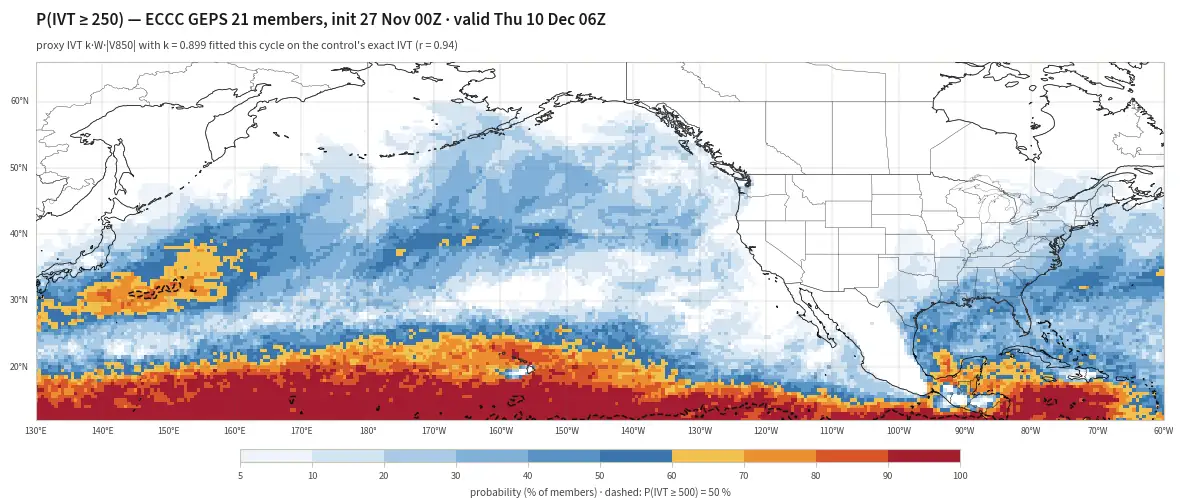 P(IVT ≥ 250) — ECCC GEPS 21 members, init 27 Nov 00Z · valid Thu 10 Dec 06Z
proxy IVT k·W·|V850| with k = 0.899 fitted this cycle on the control's exact IVT (r = 0.94)
60°N
50°N
40°N
30°N
20°N
130°E 140°E 150°E 160°E 170°E 180° 170°W 160°W 150°W 140°W 130°W 120°W 110°W 100°W 90°W 80°W 70°W 60°W
5 10 20 30 40 50 60 70 80 90 100
probability (% of members) · dashed: P(IVT ≥ 500) = 50 %